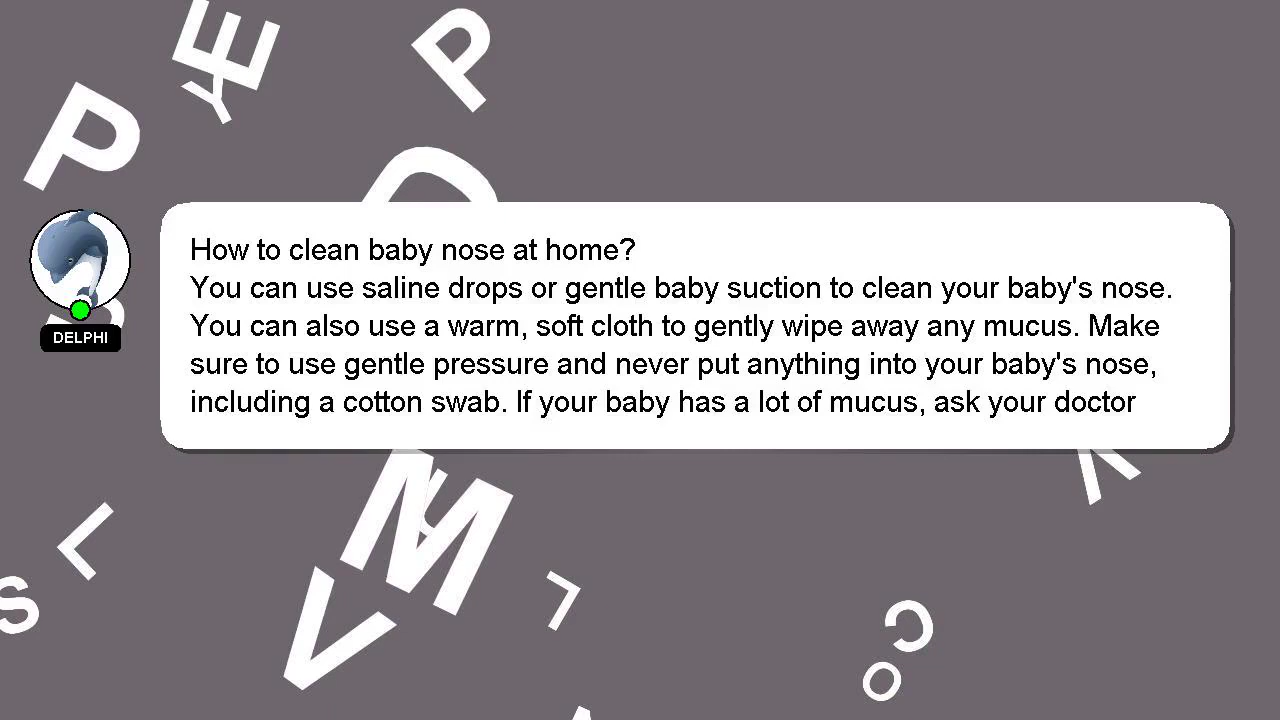 P
E
Y
P
D
How to clean baby nose at home?
You can use saline drops or gentle baby suction to clean your baby's nose.
You can also use a warm, soft cloth to gently wipe away any mucus. Make
sure to use gentle pressure and never put anything into your baby's nose,
including a cotton swab. If your baby has a lot of mucus, ask your doctor
S
DELPHI
M
V
L
L
S
C
O